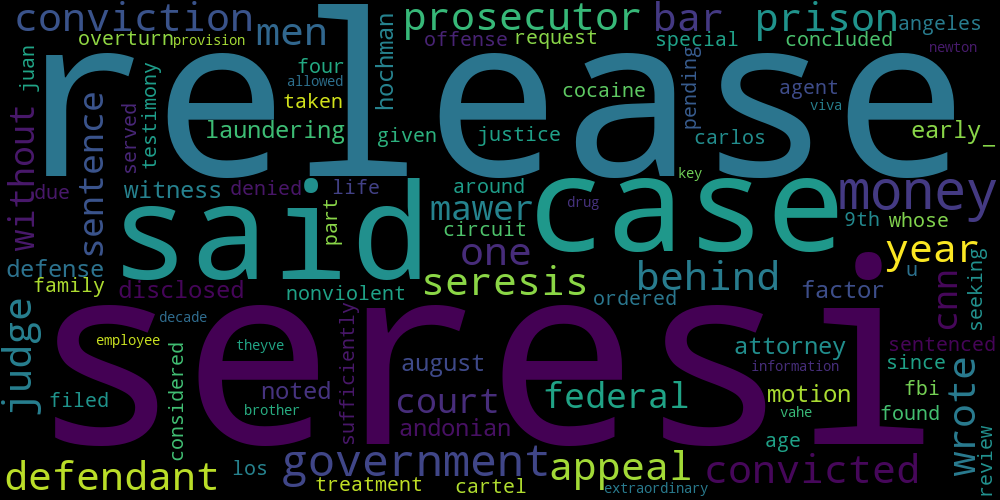 conviction
overturn
provision
men
prosecutor
bar
prison
angeles
offense
request
special
concluded
newton
juan
release
four
allowed
taken
hochman
cocaine
pending
agent
viva
without
sentence
served
testimony
laundering
given
justice
carlos
early_
due
witness
denied
life
around
key
case
money
said
part
mawer
circuit
drug
9th
whose
defense
family
disclosed
nonviolent
one
seresis
behind
ordered
factor
year
u
cnn
seeking
judge
decade
seresi
employee
theyve
sufficiently
august
attorney
information
sentenced
since
filed
considered
noted
brother
court
andonian
federal
motion
vahe
age
fbi
found
wrote
review
defendant
los
government
treatment
cartel
appeal
extraordinary
convicted